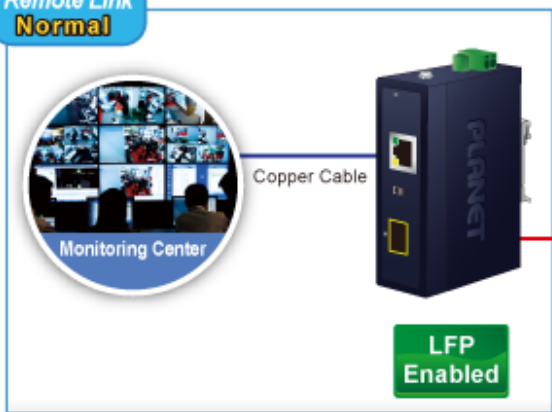 Remote Link
Normal
Copper Cable
PLANET
Monitoring Center
LFP
Enabled